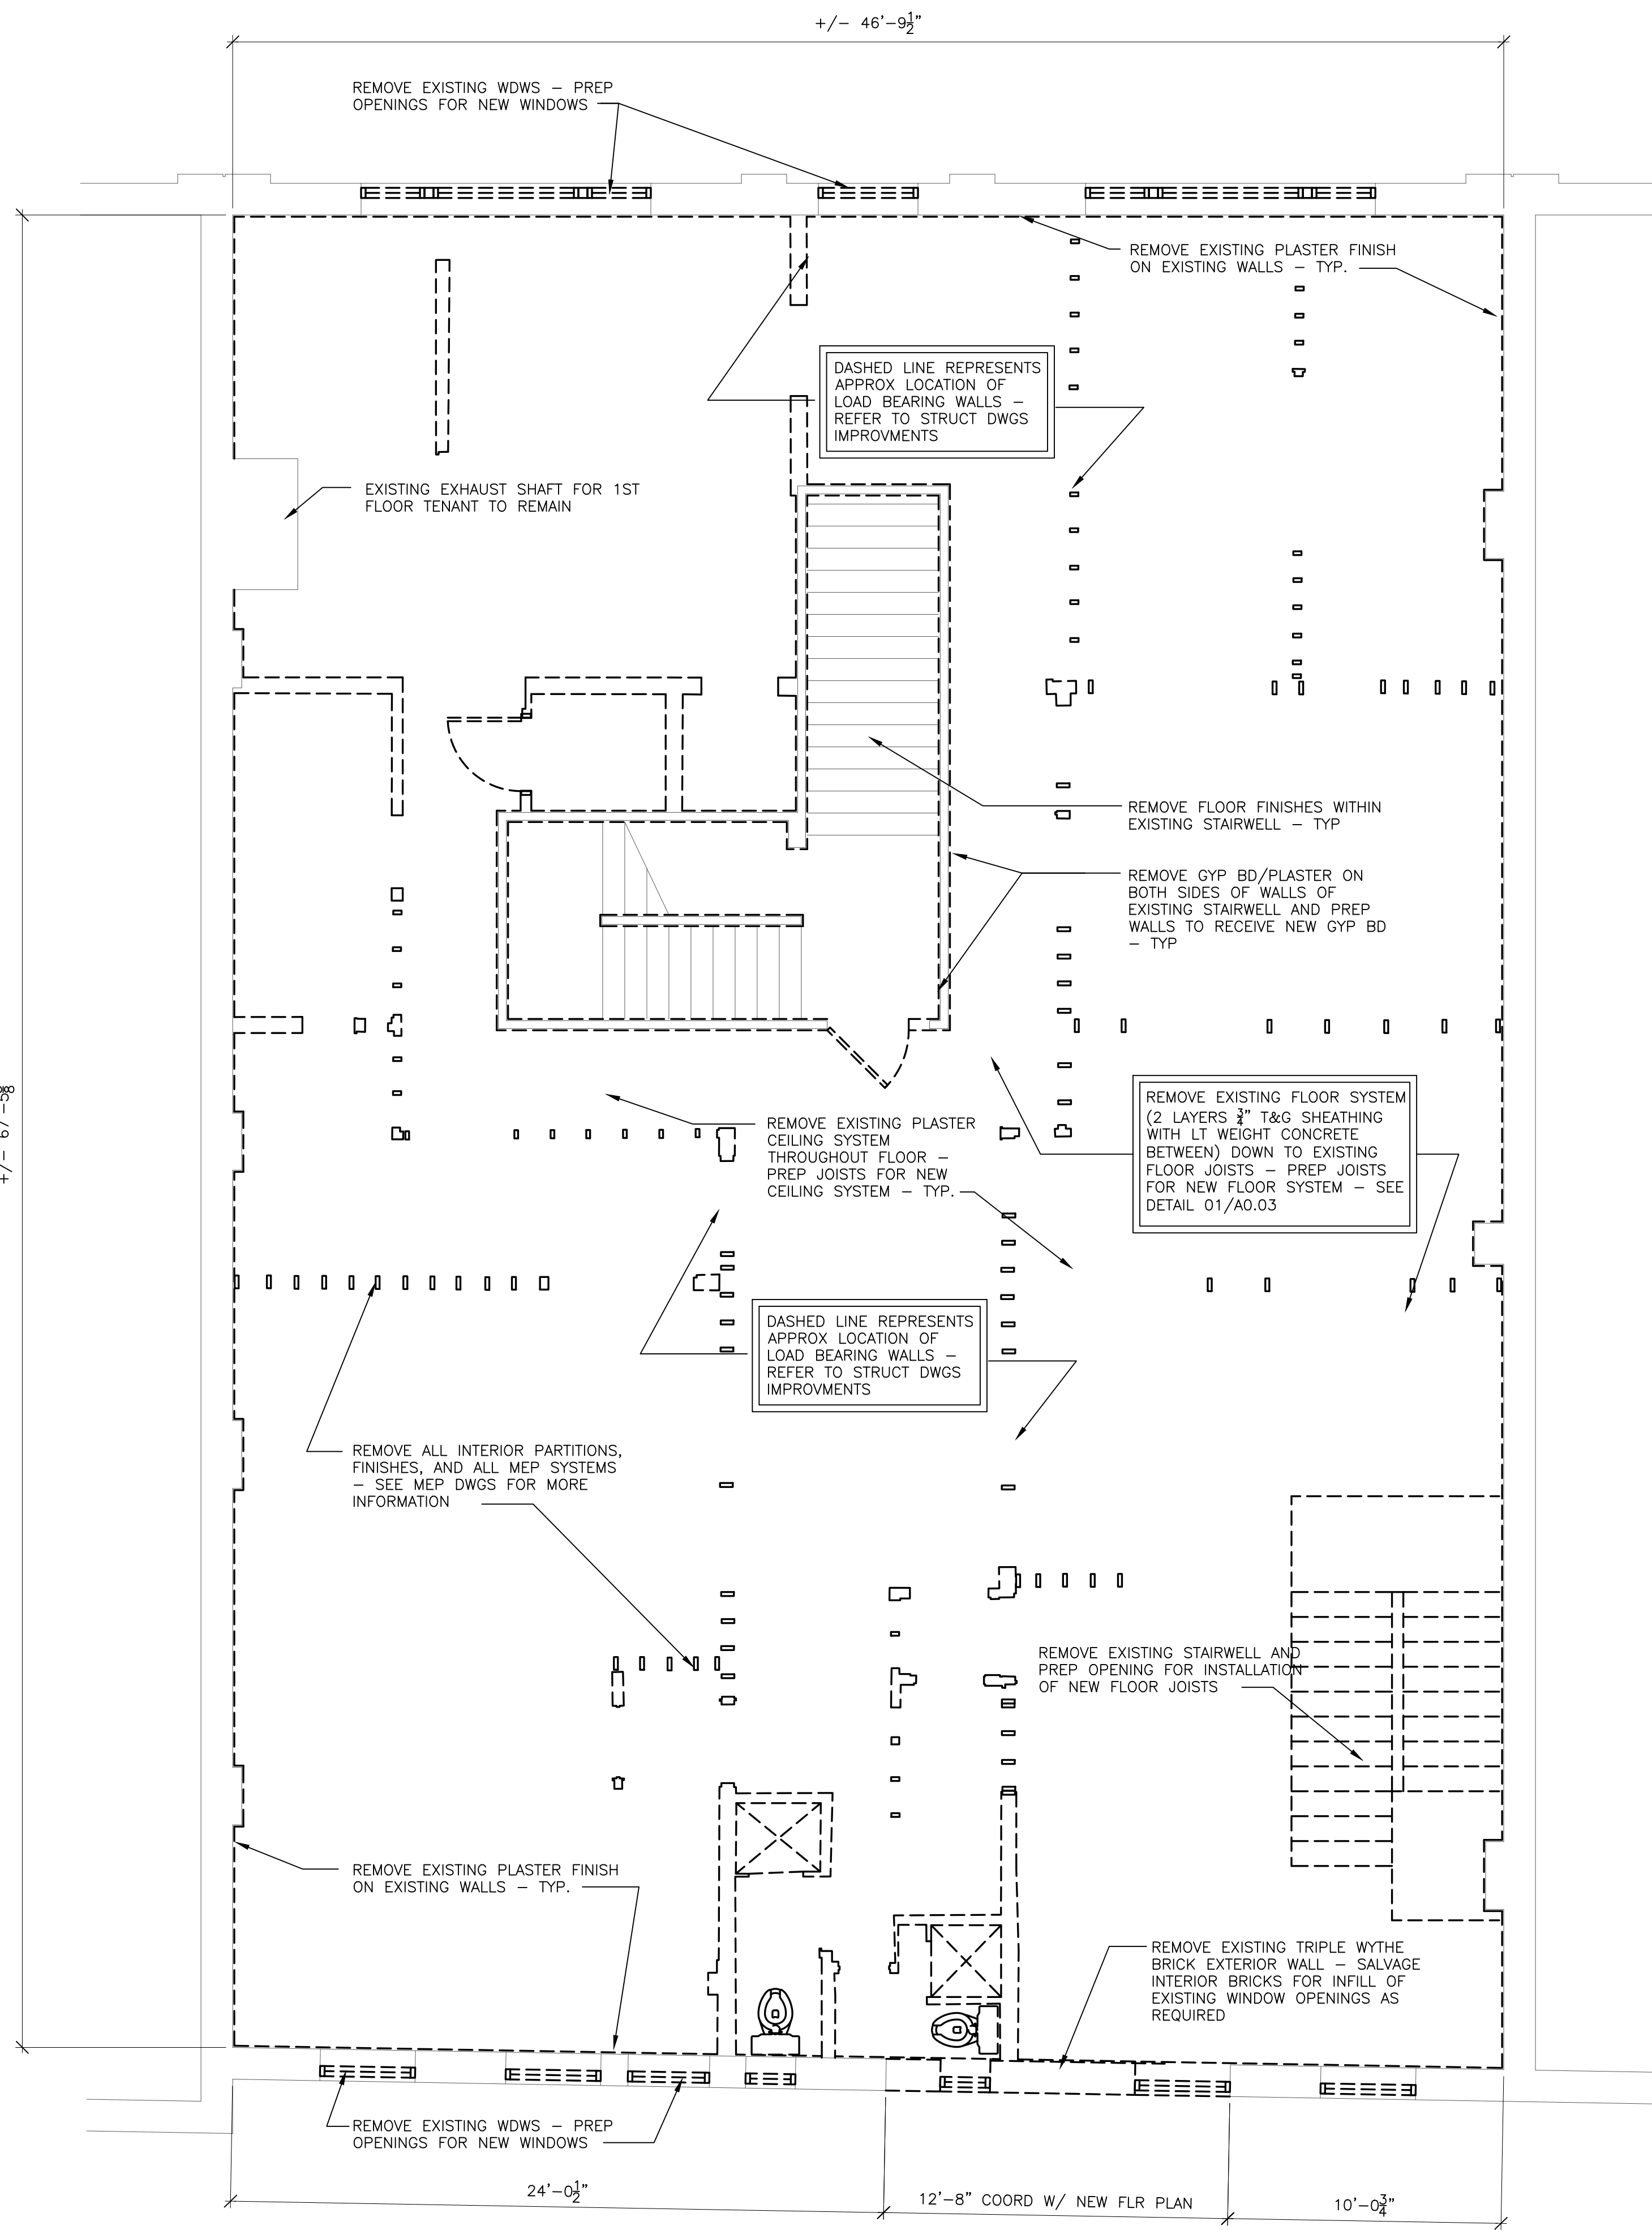 +/- 46'-9 1/2"
REMOVE EXISTING WDWS - PREP
OPENINGS FOR NEW WINDOWS
REMOVE EXISTING PLASTER FINISH
ON EXISTING WALLS - TYP.
DASHED LINE REPRESENTS
APPROX LOCATION OF
LOAD BEARING WALLS -
REFER TO STRUCT DWGS
IMPROVMENTS
EXISTING EXHAUST SHAFT FOR 1ST
FLOOR TENANT TO REMAIN
REMOVE FLOOR FINISHES WITHIN
EXISTING STAIRWELL - TYP
REMOVE GYP BD/PLASTER ON
BOTH SIDES OF WALLS OF
EXISTING STAIRWELL AND PREP
WALLS TO RECEIVE NEW GYP BD
- TYP
REMOVE EXISTING FLOOR SYSTEM
(2 LAYERS 3/4" T&G SHEATHING
WITH LT WEIGHT CONCRETE
BETWEEN) DOWN TO EXISTING
FLOOR JOISTS - PREP JOISTS
FOR NEW FLOOR SYSTEM - SEE
DETAIL 01/A0.03
REMOVE EXISTING PLASTER
CEILING SYSTEM
THROUGHOUT FLOOR -
PREP JOISTS FOR NEW
CEILING SYSTEM - TYP.
DASHED LINE REPRESENTS
APPROX LOCATION OF
LOAD BEARING WALLS -
REFER TO STRUCT DWGS
IMPROVMENTS
REMOVE ALL INTERIOR PARTITIONS,
FINISHES, AND ALL MEP SYSTEMS
- SEE MEP DWGS FOR MORE
INFORMATION
REMOVE EXISTING STAIRWELL AND
PREP OPENING FOR INSTALLATION
OF NEW FLOOR JOISTS
REMOVE EXISTING PLASTER FINISH
ON EXISTING WALLS - TYP.
REMOVE EXISTING TRIPLE WYTHE
BRICK EXTERIOR WALL - SALVAGE
INTERIOR BRICKS FOR INFILL OF
EXISTING WINDOW OPENINGS AS
REQUIRED
REMOVE EXISTING WDWS - PREP
OPENINGS FOR NEW WINDOWS
24'-0 1/2"
12'-8" COORD W/ NEW FLR PLAN
10'-0 3/4"